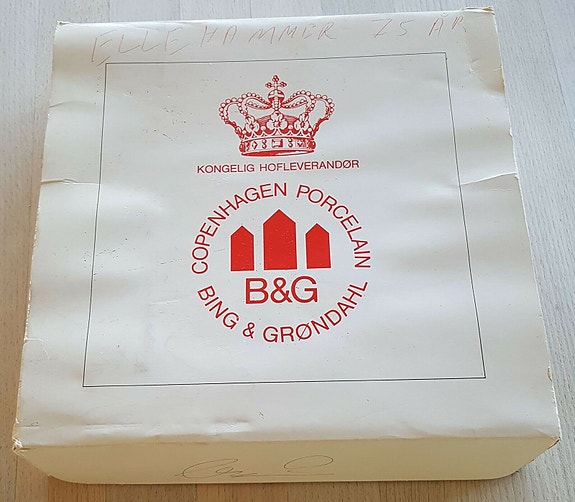 ELLEHAMMER 75 ÅR
KONGELIG HOFLEVERANDØR
COPENHAGEN PORCELAIN
B&G
BING & GRØNDAHL